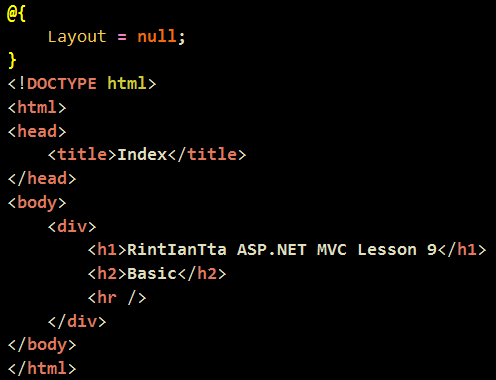 @{
    Layout = null;
}
<!DOCTYPE html>
<html>
<head>
    <title>Index</title>
</head>
<body>
    <div>
        <h1>RintIanTta ASP.NET MVC Lesson 9</h1>
        <h2>Basic</h2>
        <hr />
    </div>
</body>
</html>